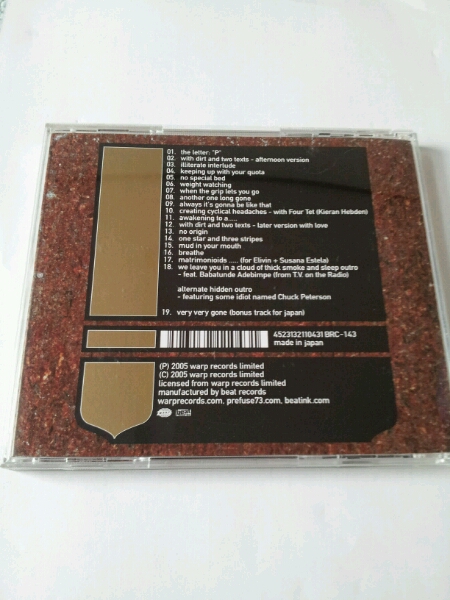 01. the letter: "P"
02. with dirt and two texts - afternoon version
03. illiterate interlude
04. keeping up with your quota
05. no special bed
06. weight watching
07. when the grip lets you go
08. another one long gone
09. always it's gonna be like that
10. creating cyclical headaches - with Four Tet (Kieran Hebden)
11. awakening to a.....
12. with dirt and two texts - later version with love
13. no origin
14. one star and three stripes
15. mud in your mouth
16. breathe
17. matrimonioids ..... (for Elivin + Susana Estela)
18. we leave you in a cloud of thick smoke and sleep outro
- feat. Babatunde Adebimpe (from T.V. on the Radio)
alternate hidden outro
- featuring some idiot named Chuck Peterson
19. very very gone (bonus track for japan)
4523132110431 BRC-143
made in japan
(P) 2005 warp records limited
(C) 2005 warp records limited
licensed from warp records limited
manufactured by beat records
warprecords.com, prefuse73.com, beatink.com